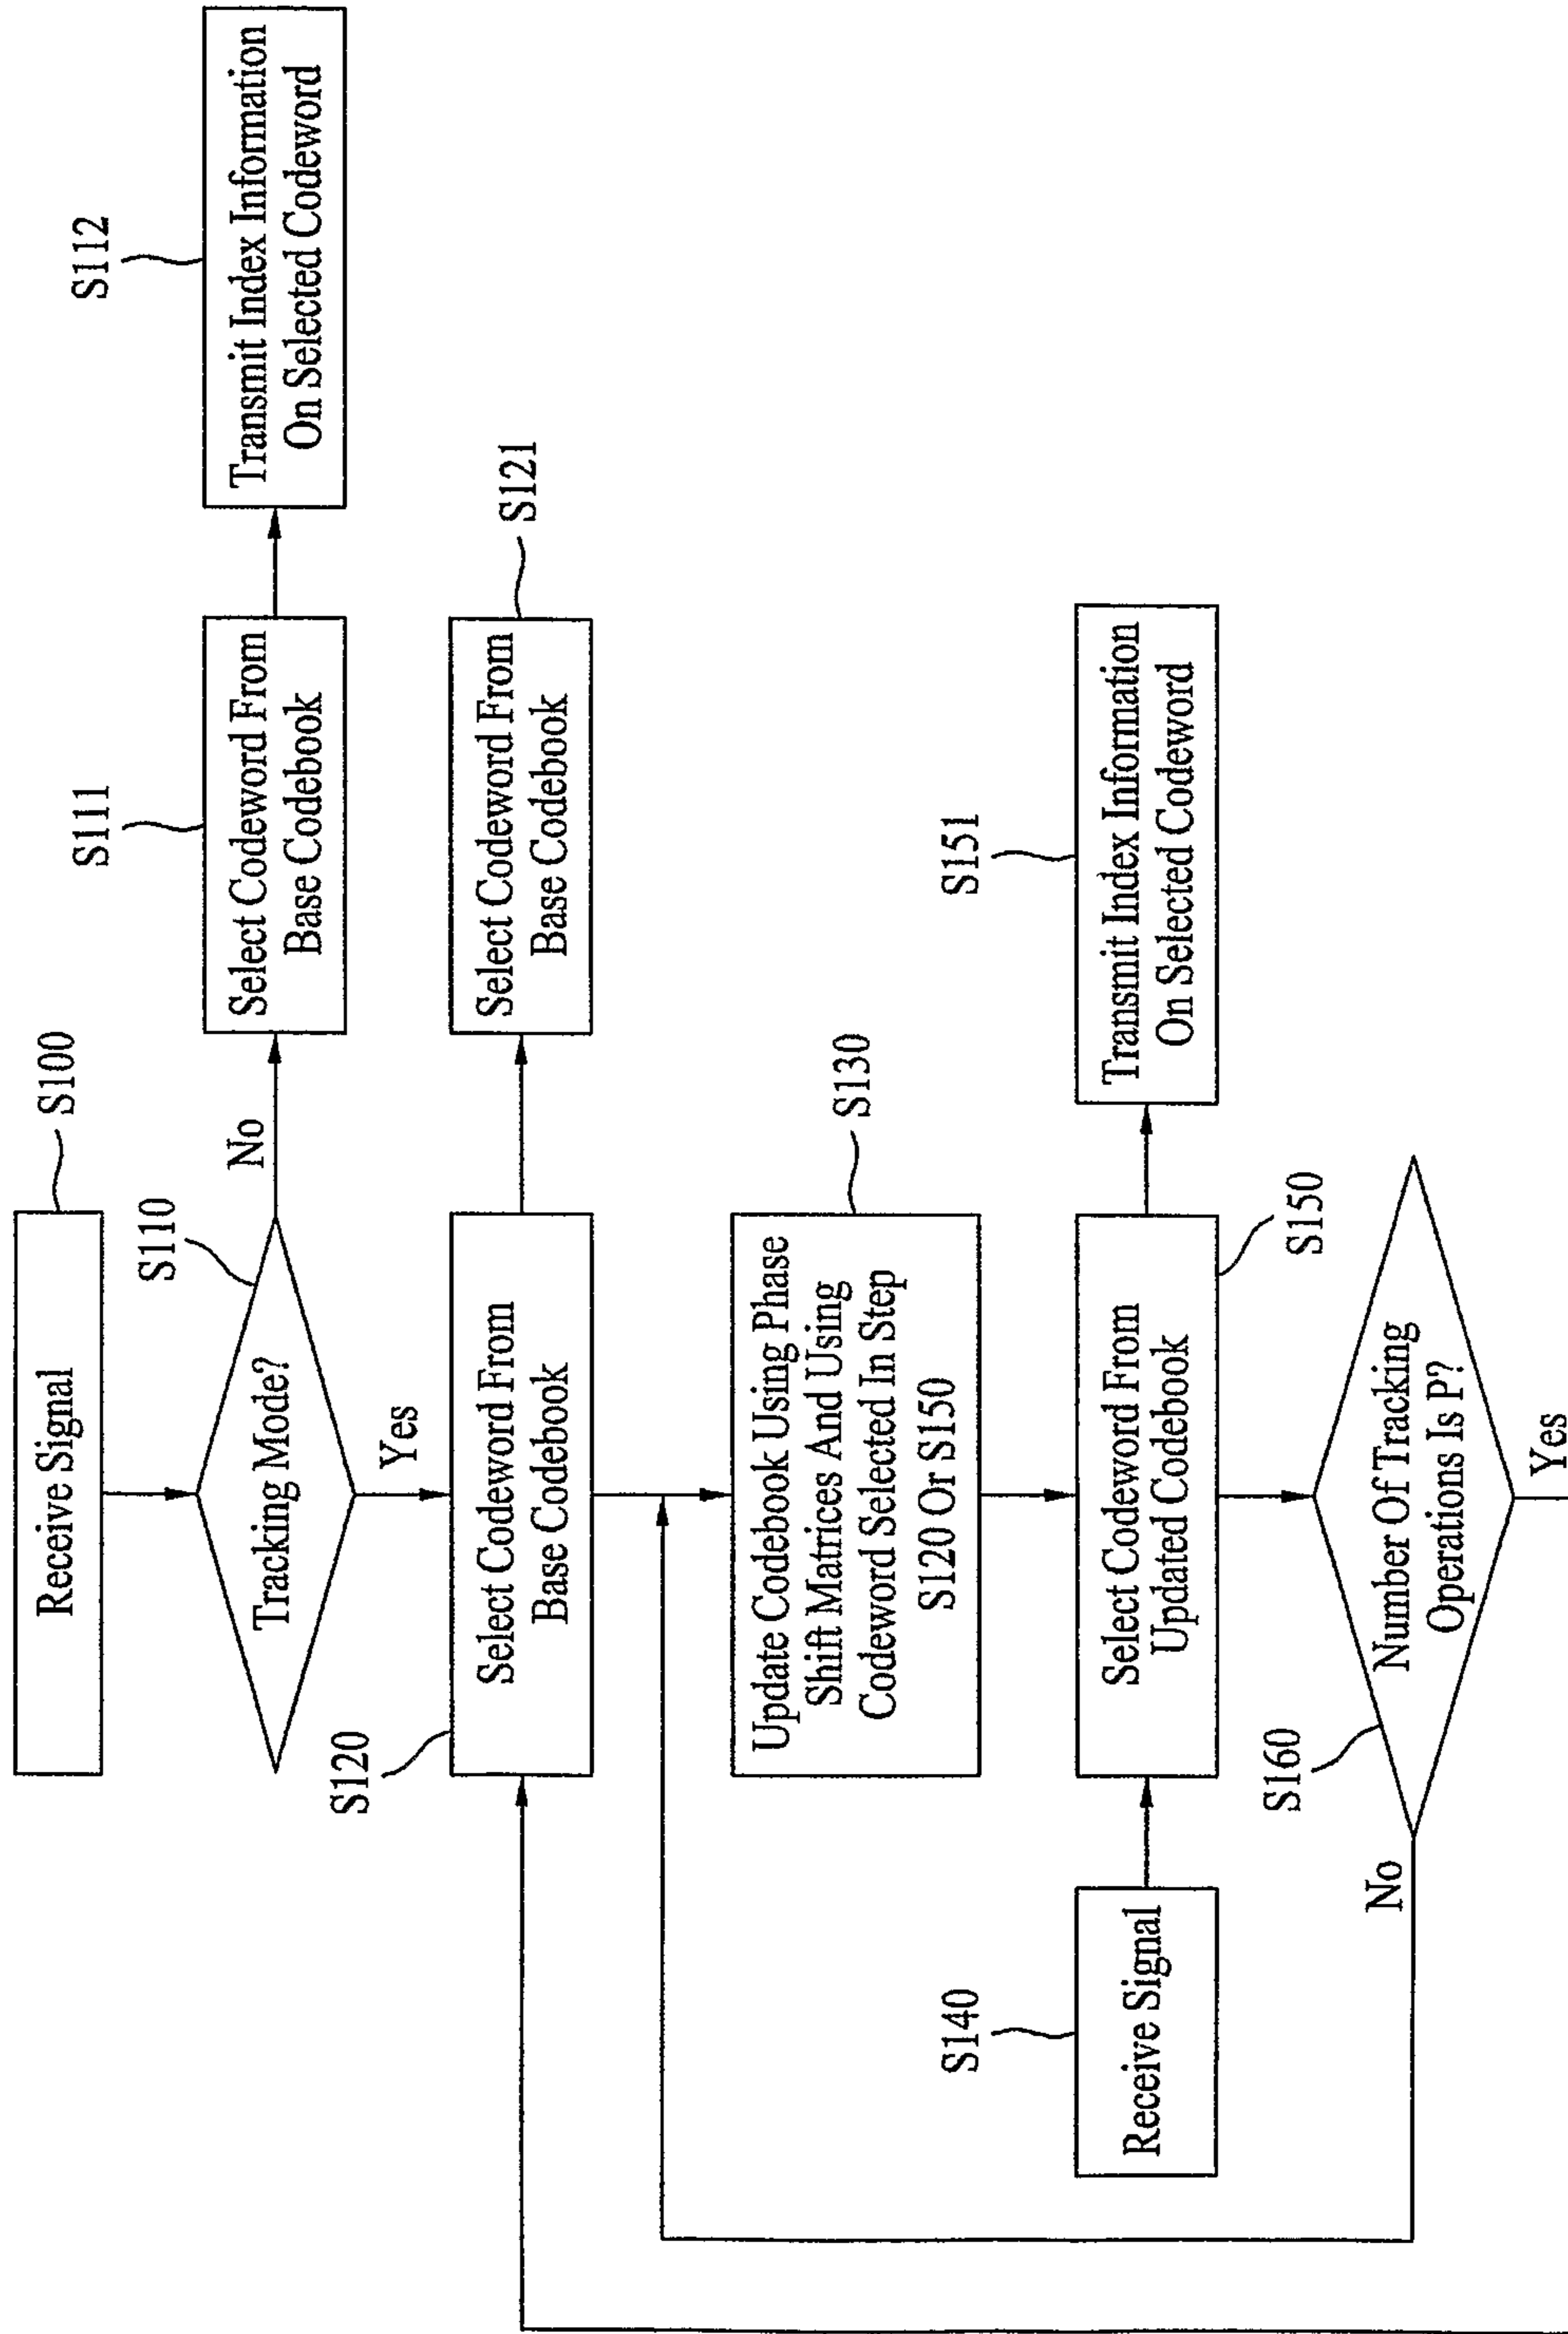 Receive Signal
S100
Tracking Mode?
S110
No
Yes
Select Codeword From
Base Codebook
S111
Transmit Index Information
On Selected Codeword
S112
Select Codeword From
Base Codebook
S120
Select Codeword From
Base Codebook
S121
Update Codebook Using Phase
Shift Matrices And Using
Codeword Selected In Step
S120 Or S150
S130
Receive Signal
S140
Select Codeword From
Updated Codebook
S150
Transmit Index Information
On Selected Codeword
S151
Number Of Tracking
Operations Is P?
S160
No
Yes